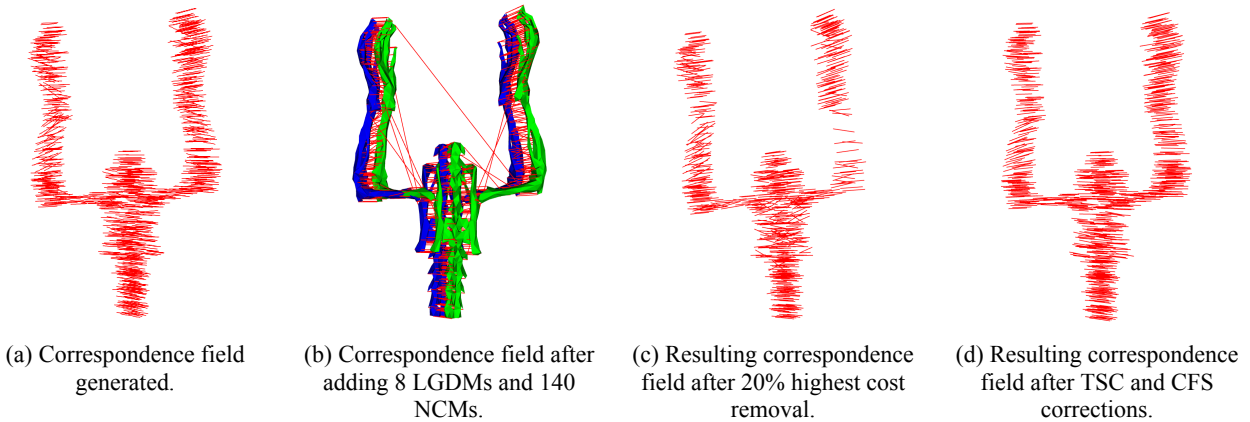 (a) Correspondence field
generated.
(b) Correspondence field after
adding 8 LGDMs and 140
NCMs.
(c) Resulting correspondence
field after 20% highest cost
removal.
(d) Resulting correspondence
field after TSC and CFS
corrections.